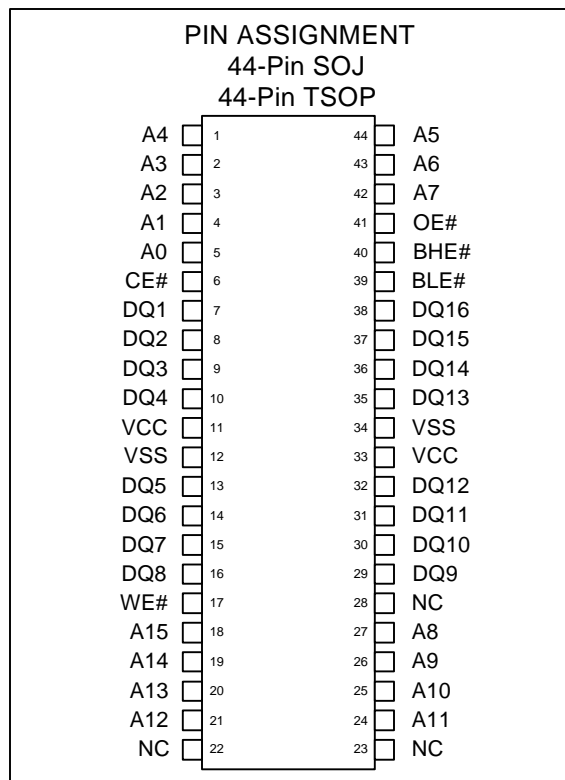 PIN ASSIGNMENT
44-Pin SOJ
44-Pin TSOP
A4 1 44 A5
A3 2 43 A6
A2 3 42 A7
A1 4 41 OE#
A0 5 40 BHE#
CE# 6 39 BLE#
DQ1 7 38 DQ16
DQ2 8 37 DQ15
DQ3 9 36 DQ14
DQ4 10 35 DQ13
VCC 11 34 VSS
VSS 12 33 VCC
DQ5 13 32 DQ12
DQ6 14 31 DQ11
DQ7 15 30 DQ10
DQ8 16 29 DQ9
WE# 17 28 NC
A15 18 27 A8
A14 19 26 A9
A13 20 25 A10
A12 21 24 A11
NC 22 23 NC